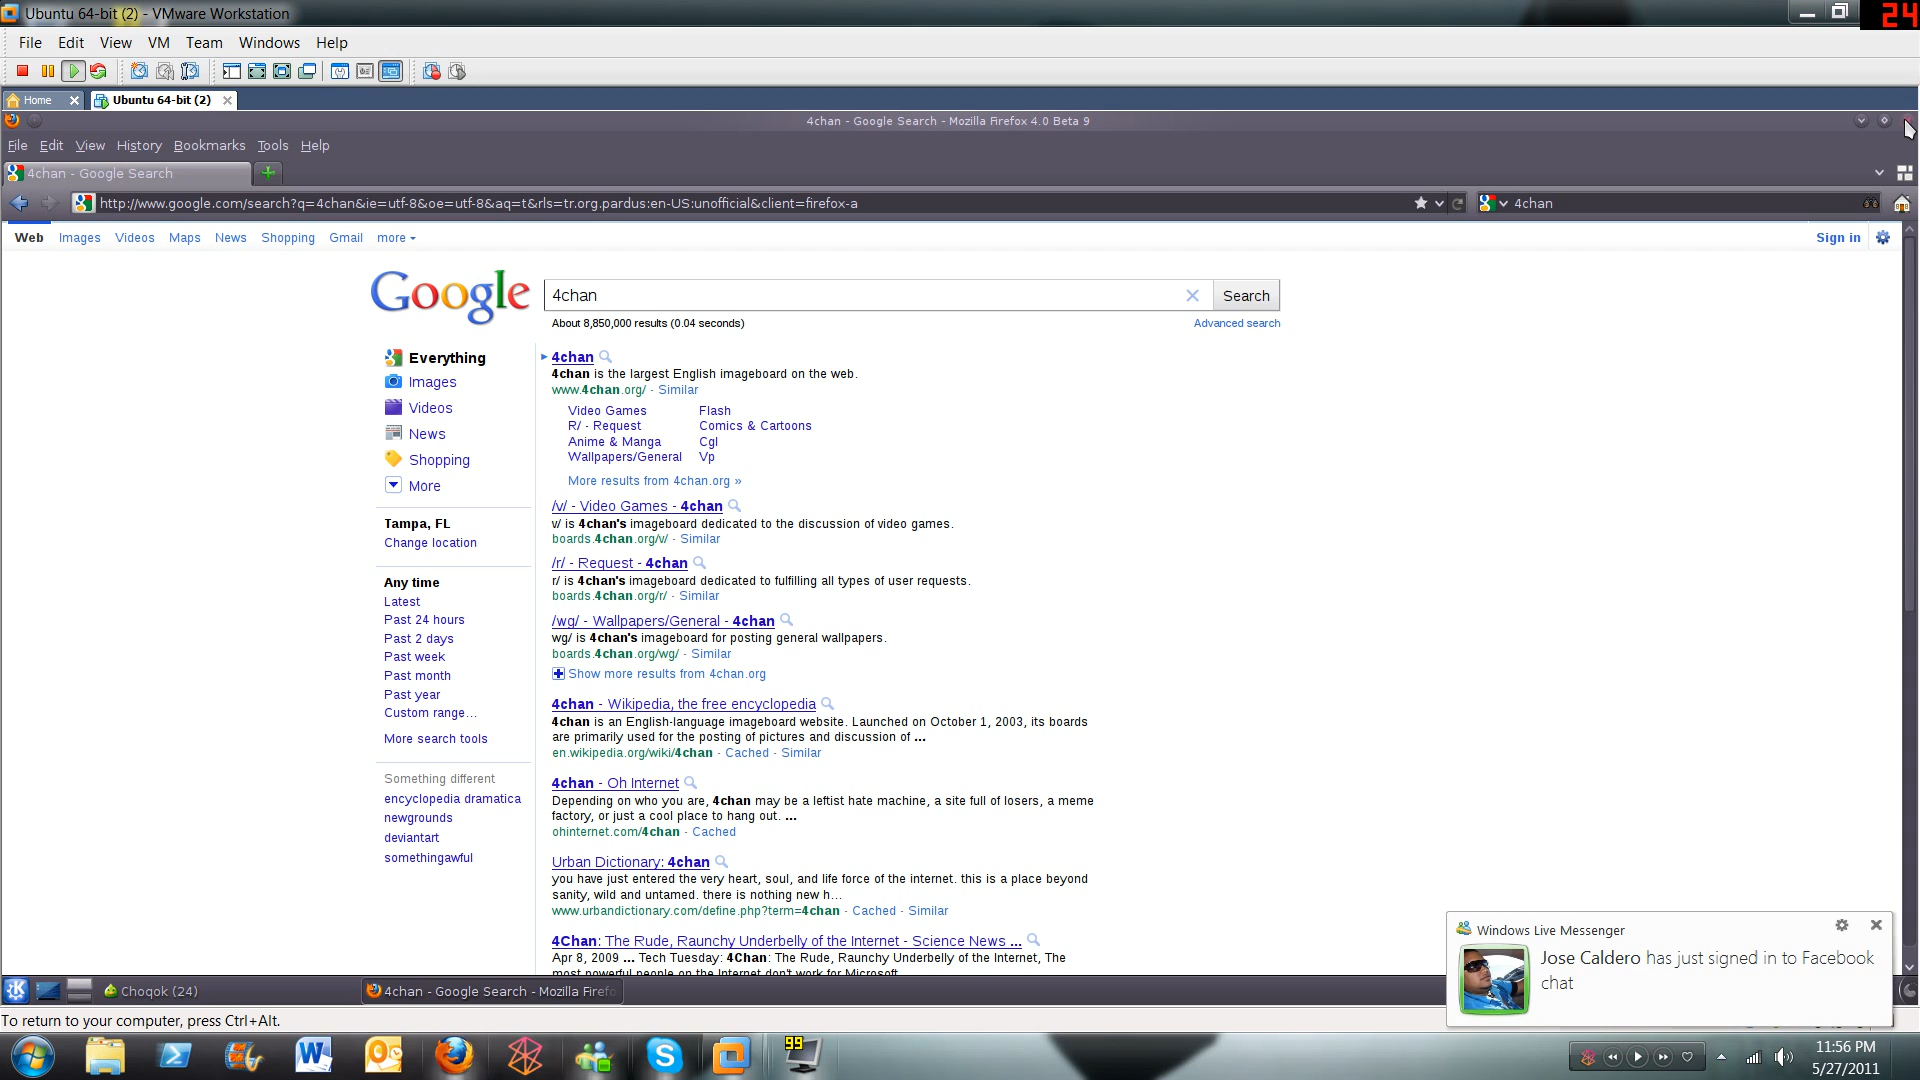 Ubuntu 64-bit (2) - VMware Workstation
24
File Edit View VM Team Windows Help
Home
Ubuntu 64-bit (2)
4chan - Google Search - Mozilla Firefox 4.0 Beta 9
File Edit View History Bookmarks Tools Help
4chan - Google Search
http://www.google.com/search?q=4chan&ie=utf-8&oe=utf-8&aq=t&rls=tr.org.pardus:en-US:unofficial&client=firefox-a
4chan
Web Images Videos Maps News Shopping Gmail more
Sign in
Google
4chan
Search
About 8,850,000 results (0.04 seconds)
Advanced search
Everything
Images
Videos
News
Shopping
More
Tampa, FL
Change location
Any time
Latest
Past 24 hours
Past 2 days
Past week
Past month
Past year
Custom range...
More search tools
Something different
encyclopedia dramatica
newgrounds
deviantart
somethingawful
4chan
4chan is the largest English imageboard on the web.
www.4chan.org/ - Similar
Video Games Flash
R/ - Request Comics & Cartoons
Anime & Manga Cgl
Wallpapers/General Vp
More results from 4chan.org »
/v/ - Video Games - 4chan
v/ is 4chan's imageboard dedicated to the discussion of video games.
boards.4chan.org/v/ - Similar
/r/ - Request - 4chan
r/ is 4chan's imageboard dedicated to fulfilling all types of user requests.
boards.4chan.org/r/ - Similar
/wg/ - Wallpapers/General - 4chan
wg/ is 4chan's imageboard for posting general wallpapers.
boards.4chan.org/wg/ - Similar
Show more results from 4chan.org
4chan - Wikipedia, the free encyclopedia
4chan is an English-language imageboard website. Launched on October 1, 2003, its boards
are primarily used for the posting of pictures and discussion of ...
en.wikipedia.org/wiki/4chan - Cached - Similar
4chan - Oh Internet
Depending on who you are, 4chan may be a leftist hate machine, a site full of losers, a meme
factory, or just a cool place to hang out. ...
ohinternet.com/4chan - Cached
Urban Dictionary: 4chan
you have just entered the very heart, soul, and life force of the internet. this is a place beyond
sanity, wild and untamed. there is nothing new h...
www.urbandictionary.com/define.php?term=4chan - Cached - Similar
4Chan: The Rude, Raunchy Underbelly of the Internet - Science News ...
Apr 8, 2009 ... Tech Tuesday: 4Chan: The Rude, Raunchy Underbelly of the Internet, The
most powerful people on the Internet don't work for Microsoft
Windows Live Messenger
Jose Caldero has just signed in to Facebook
chat
Choqok (24)
4chan - Google Search - Mozilla Firefo
To return to your computer, press Ctrl+Alt.
99
11:56 PM
5/27/2011